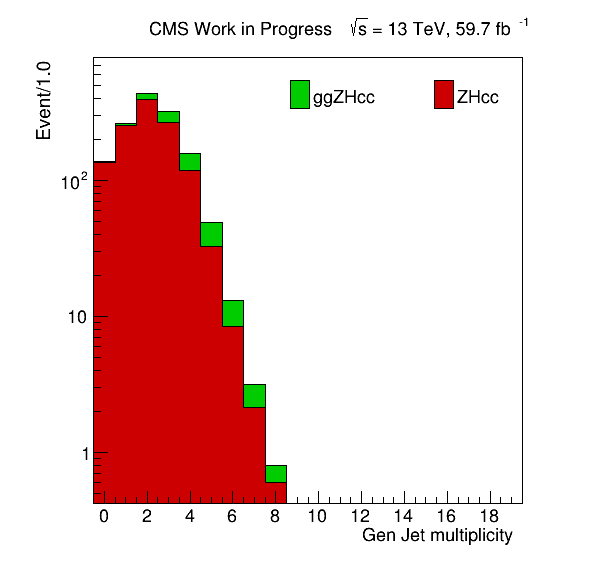 CMS Work in Progress √s = 13 TeV, 59.7 fb⁻¹
Event/1.0
ggZHcc ZHcc
10²
10
1
0 2 4 6 8 10 12 14 16 18
Gen Jet multiplicity